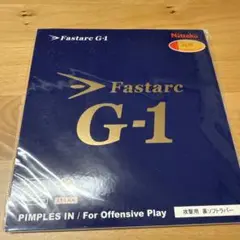 Fastarc G-1
Nittaku
Fastarc
G-1
PIMPLES IN / For Offensive Play
攻撃用 裏ソフトラバー